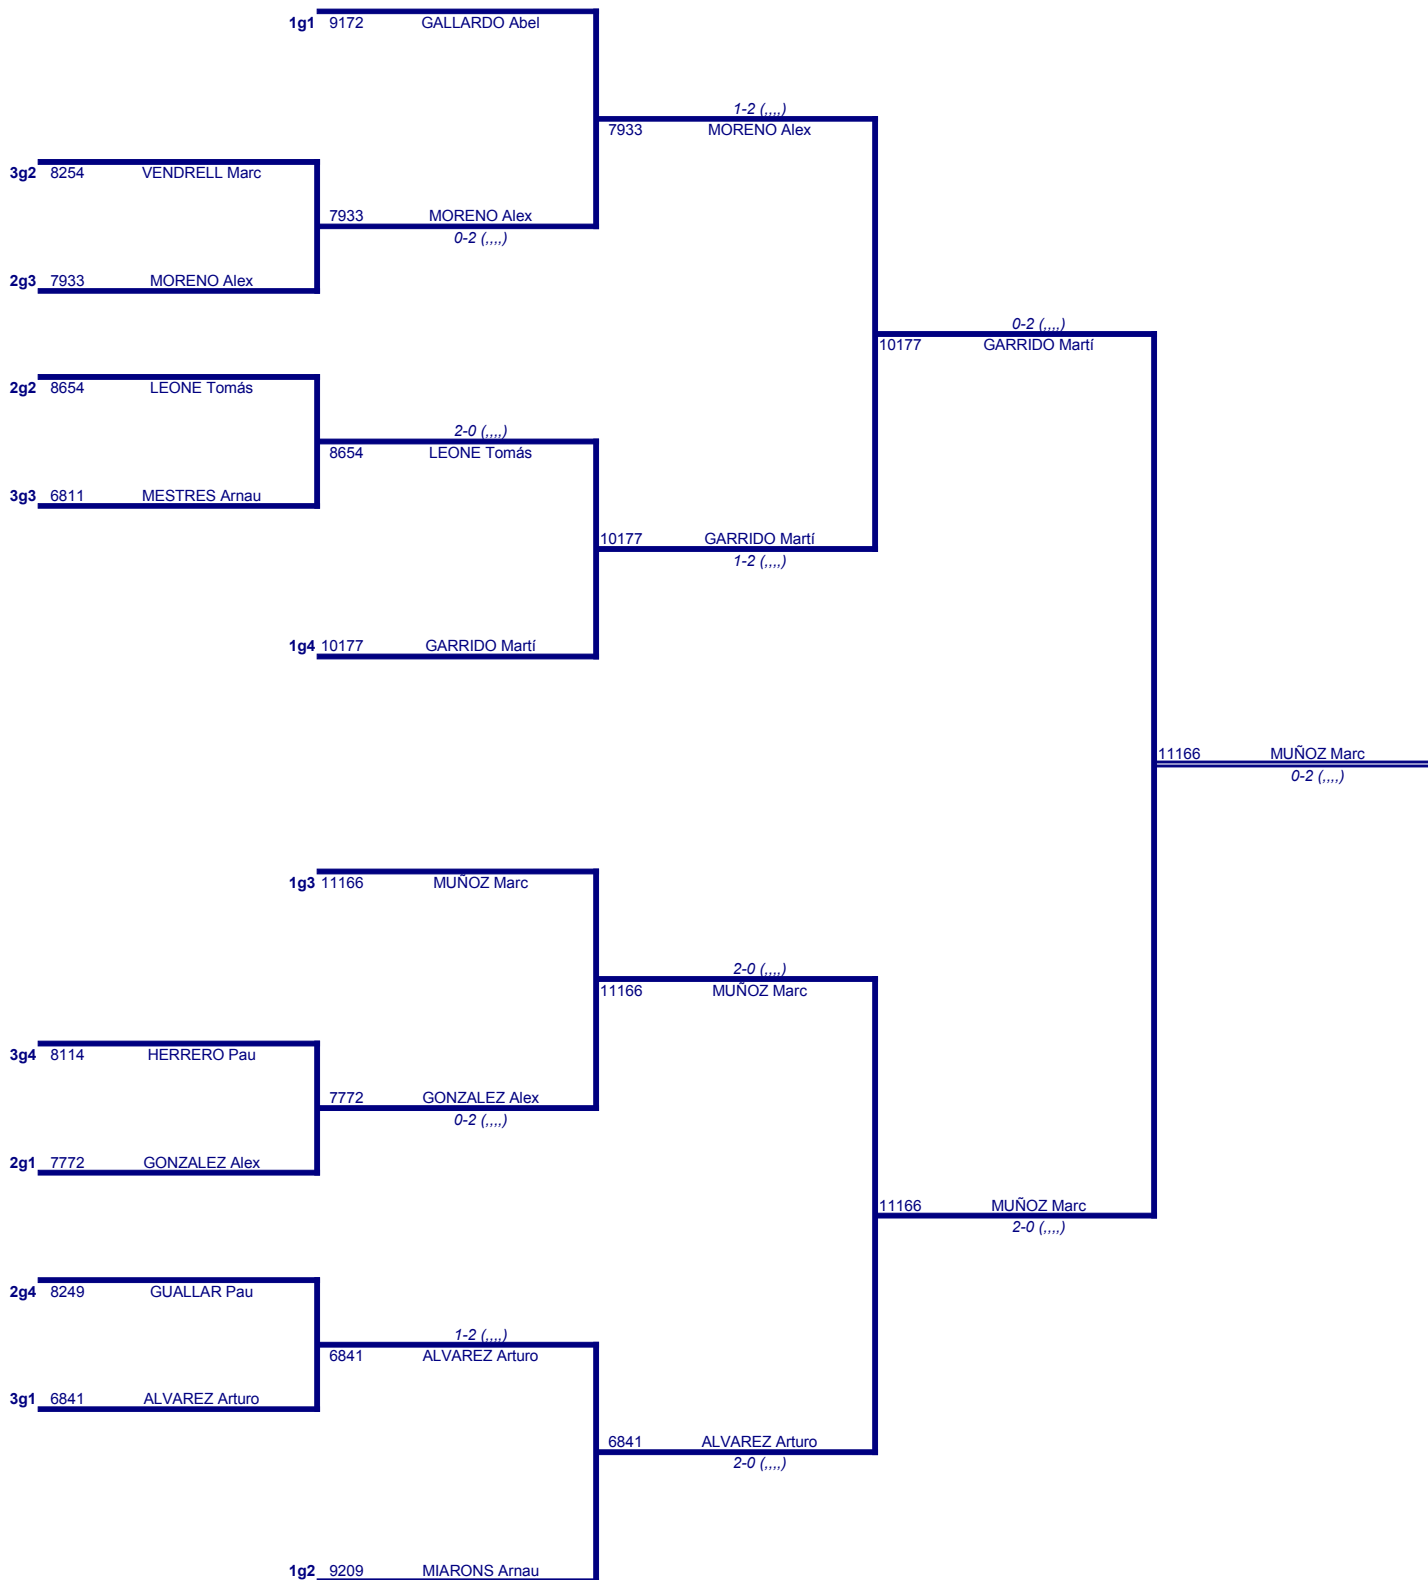 1g1 9172 GALLARDO Abel
1-2 (,,,,)
7933 MORENO Alex
3g2 8254 VENDRELL Marc
7933 MORENO Alex
0-2 (,,,,)
2g3 7933 MORENO Alex
0-2 (,,,,)
10177 GARRIDO Martí
2g2 8654 LEONE Tomás
2-0 (,,,,)
8654 LEONE Tomás
3g3 6811 MESTRES Arnau
10177 GARRIDO Martí
1-2 (,,,,)
1g4 10177 GARRIDO Martí
11166 MUÑOZ Marc
0-2 (,,,,)
1g3 11166 MUÑOZ Marc
2-0 (,,,,)
11166 MUÑOZ Marc
3g4 8114 HERRERO Pau
7772 GONZALEZ Alex
0-2 (,,,,)
2g1 7772 GONZALEZ Alex
11166 MUÑOZ Marc
2-0 (,,,,)
2g4 8249 GUALLAR Pau
1-2 (,,,,)
6841 ALVAREZ Arturo
3g1 6841 ALVAREZ Arturo
6841 ALVAREZ Arturo
2-0 (,,,,)
1g2 9209 MIARONS Arnau